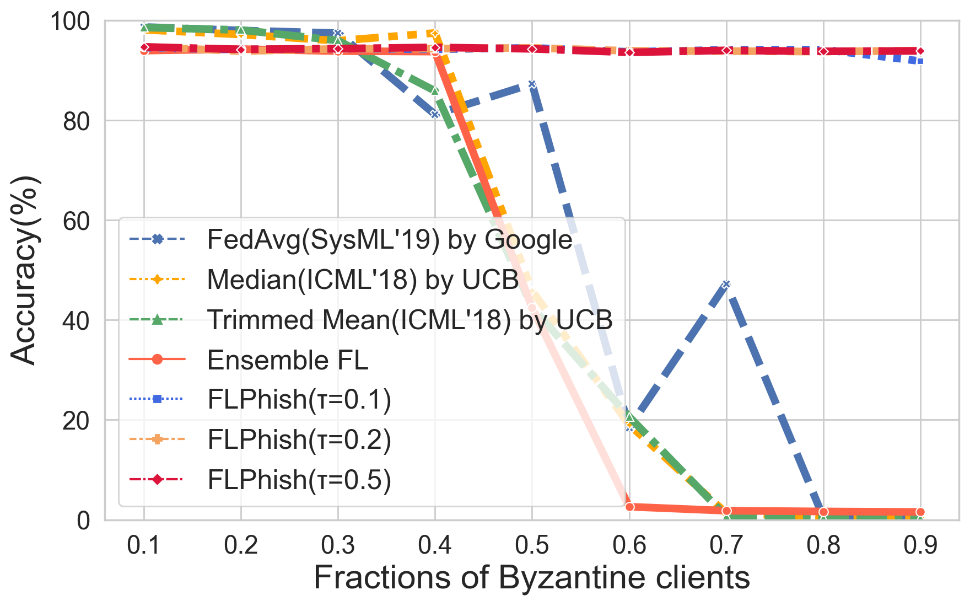 100
80
60
40
20
0
Accuracy(%)
FedAvg(SysML'19) by Google
Median(ICML'18) by UCB
Trimmed Mean(ICML'18) by UCB
Ensemble FL
FLPhish(τ=0.1)
FLPhish(τ=0.2)
FLPhish(τ=0.5)
0.1 0.2 0.3 0.4 0.5 0.6 0.7 0.8 0.9
Fractions of Byzantine clients